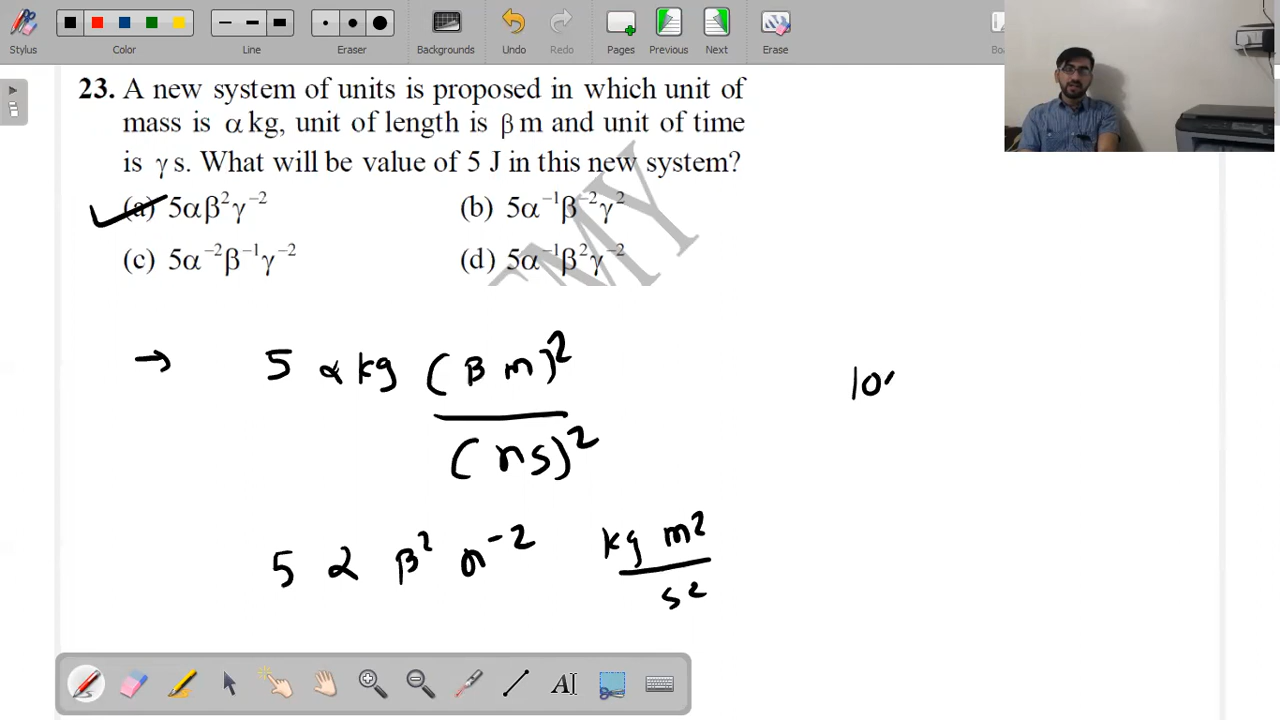 Stylus Color Line Eraser Backgrounds Undo Redo Pages Previous Next Erase
23. A new system of units is proposed in which unit of
mass is α kg, unit of length is β m and unit of time
is γ s. What will be value of 5 J in this new system?
(a) 5αβ²γ⁻² (b) 5α⁻¹β⁻²γ²
(c) 5α⁻²β⁻¹γ⁻² (d) 5α⁻¹β²γ⁻²
→ 5 α kg (β m)²
(γs)²
10
5 α β² γ⁻² kg m²
s²
AI